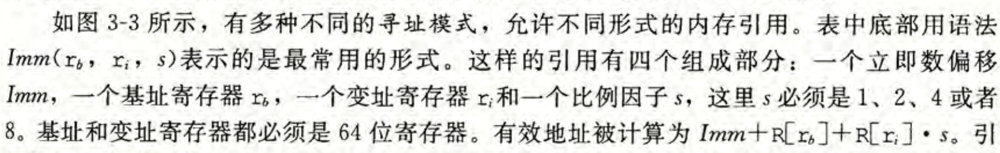 如图 3-3 所示，有多种不同的寻址模式，允许不同形式的内存引用。表中底部用语法
Imm(r_b，r_i，s)表示的是最常用的形式。这样的引用有四个组成部分：一个立即数偏移
Imm，一个基址寄存器 r_b，一个变址寄存器 r_i和一个比例因子 s，这里 s 必须是 1、2、4 或者
8。基址和变址寄存器都必须是 64 位寄存器。有效地址被计算为 Imm＋R[r_b]＋R[r_i]·s。引